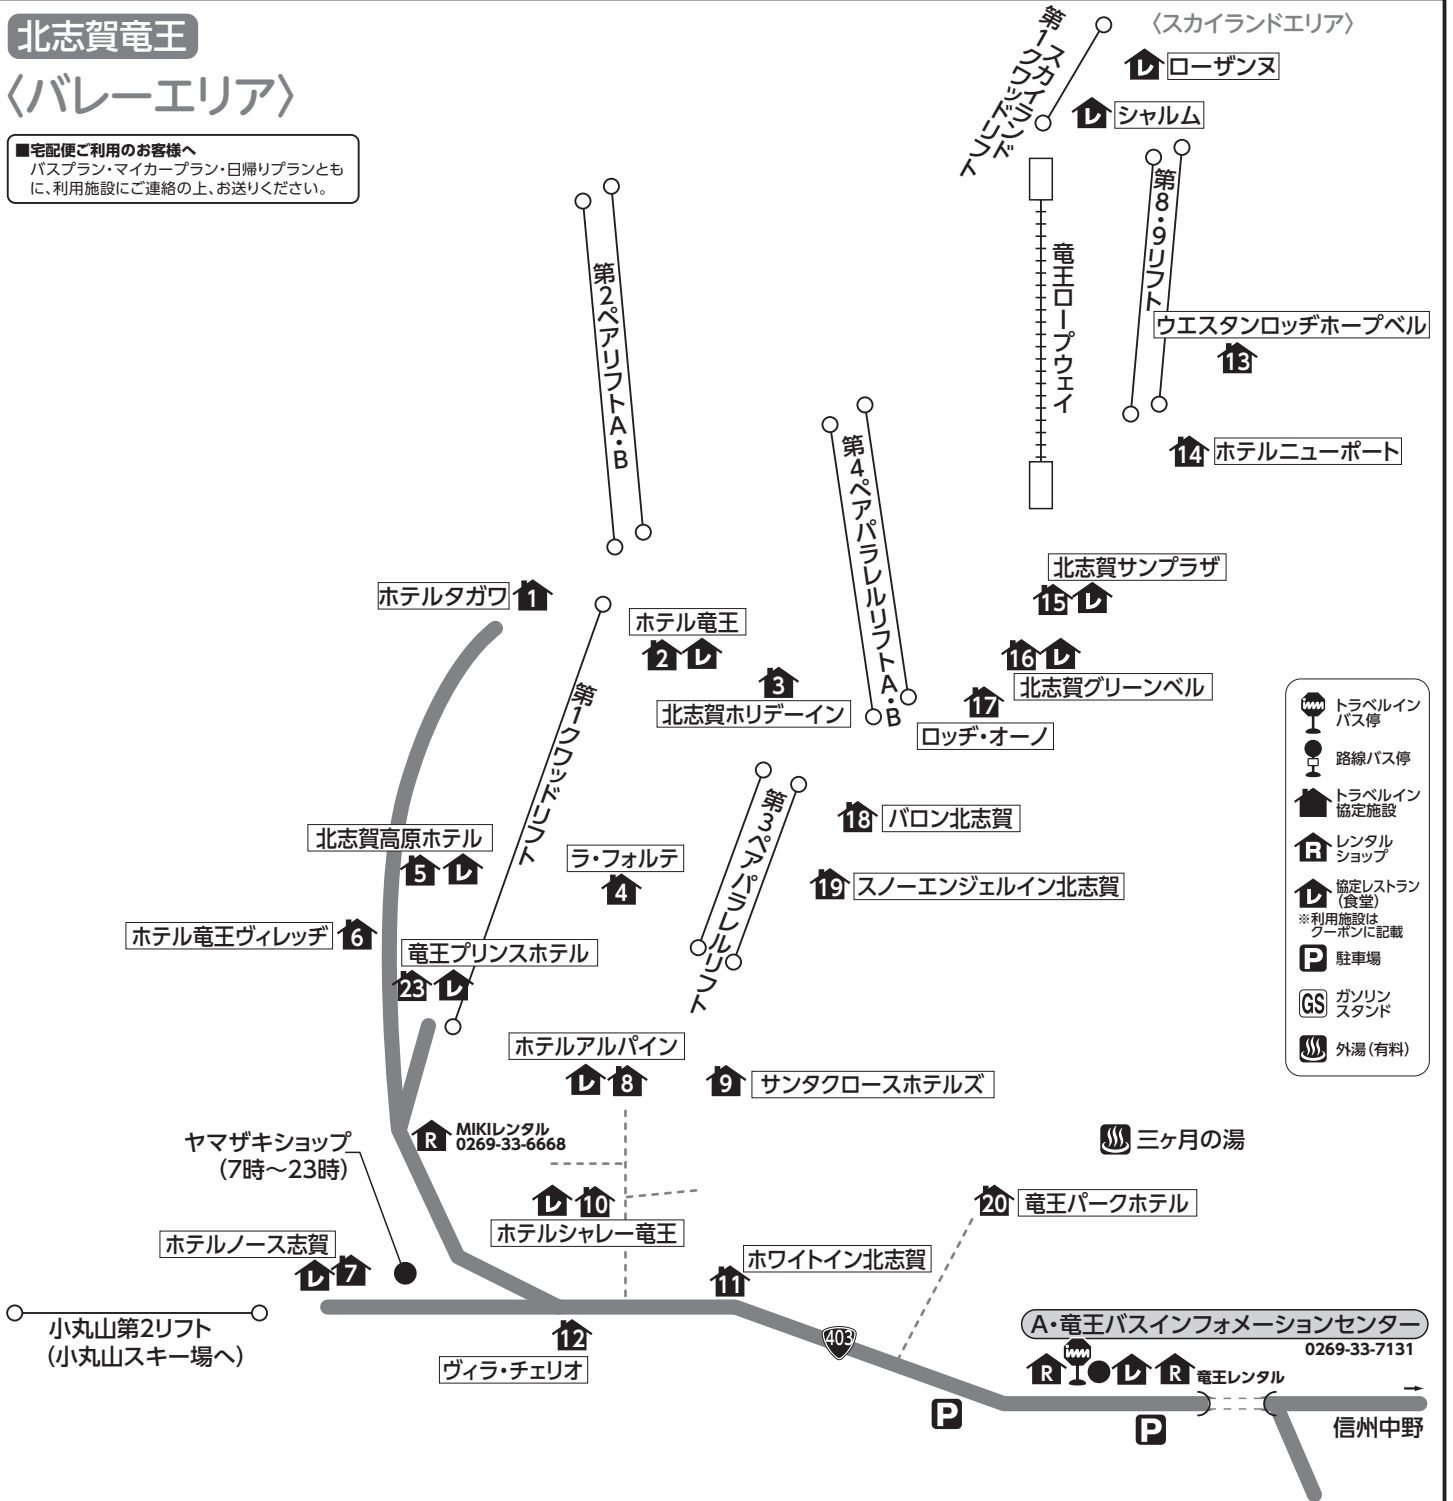 北志賀竜王
〈バレーエリア〉
■宅配便ご利用のお客様へ
バスプラン・マイカープラン・日帰りプランとも
に、利用施設にご連絡の上、お送りください。
〈スカイランドエリア〉
第1スカイランド
クワッドリフト
レ ローザンヌ
レ シャルム
第8・9リフト
竜王ロープウェイ
ウエスタンロッヂホープベル
13
14 ホテルニューポート
第2ペアリフトA・B
第4ペアパラレルリフトA・B
北志賀サンプラザ
15 レ
ホテルタガワ 1
ホテル竜王
2 レ
16 レ
北志賀グリーンベル
3
北志賀ホリデーイン
17
ロッヂ・オーノ
第1クワッドリフト
第3ペアパラレルリフト
18 バロン北志賀
北志賀高原ホテル
5 レ
ラ・フォルテ
4
19 スノーエンジェルイン北志賀
ホテル竜王ヴィレッヂ 6
竜王プリンスホテル
23 レ
ホテルアルパイン
レ 8
9 サンタクロースホテルズ
R MIKIレンタル
0269-33-6668
ヤマザキショップ
(7時～23時)
三ヶ月の湯
レ 10
ホテルシャレー竜王
20 竜王パークホテル
ホテルノース志賀
レ 7
ホワイトイン北志賀
11
小丸山第2リフト
(小丸山スキー場へ)
12
ヴィラ・チェリオ
403
A・竜王バスインフォメーションセンター
0269-33-7131
R inn レ R 竜王レンタル
P
P
→
信州中野
inn トラベルイン
バス停
路線バス停
トラベルイン
協定施設
R レンタル
ショップ
レ 協定レストラン
(食堂)
※利用施設は
クーポンに記載
P 駐車場
GS ガソリン
スタンド
外湯(有料)